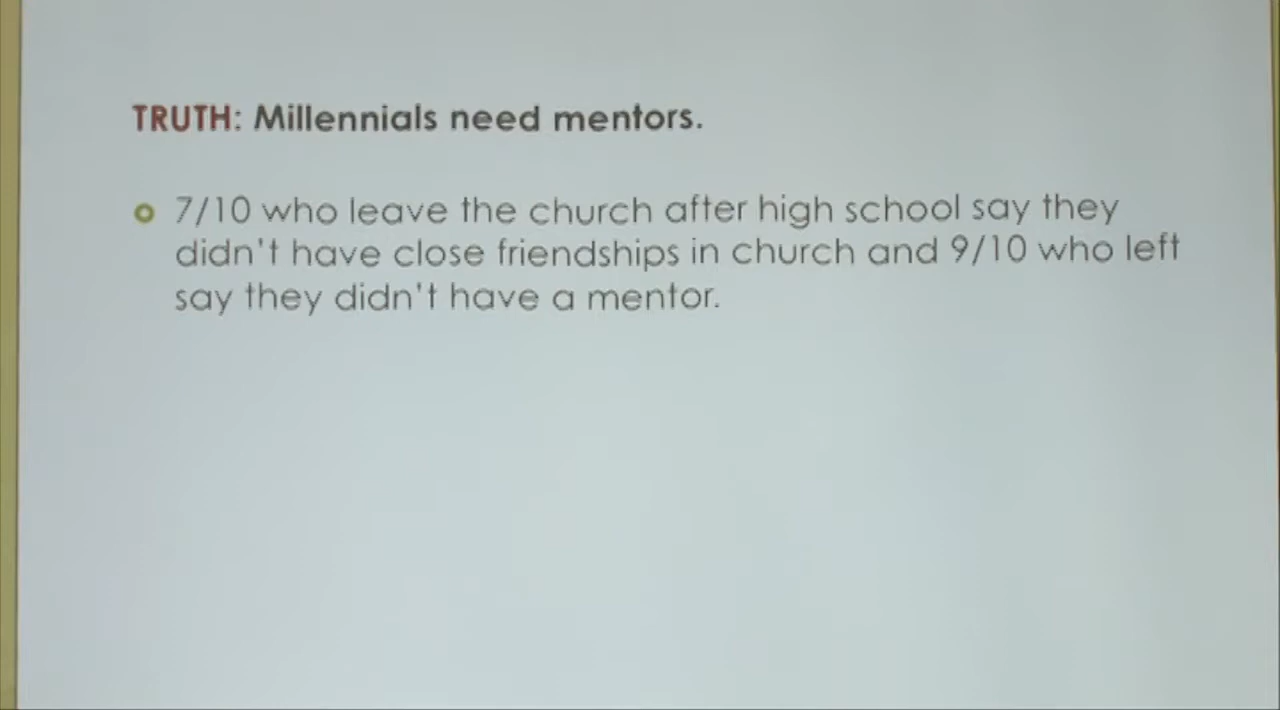 TRUTH: Millennials need mentors.
7/10 who leave the church after high school say they
didn't have close friendships in church and 9/10 who left
say they didn't have a mentor.